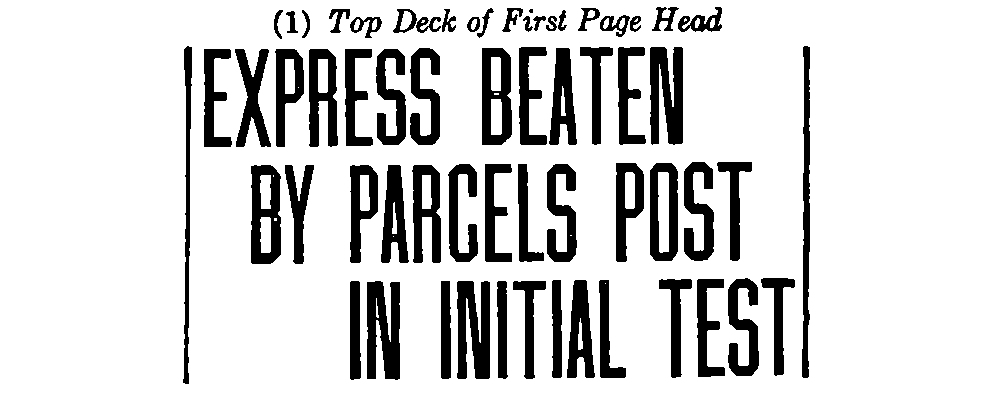 (1) Top Deck of First Page Head
EXPRESS BEATEN
BY PARCELS POST
IN INITIAL TEST